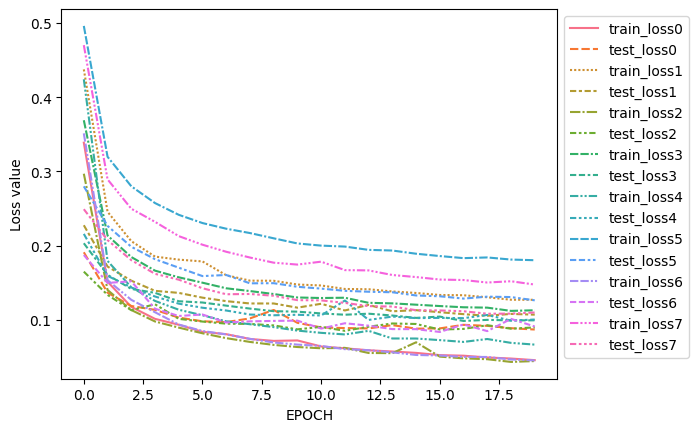 0.5
0.4
0.3
0.2
0.1
Loss value
0.0
2.5
5.0
7.5
10.0
12.5
15.0
17.5
EPOCH
train_loss0
test_loss0
train_loss1
test_loss1
train_loss2
test_loss2
train_loss3
test_loss3
train_loss4
test_loss4
train_loss5
test_loss5
train_loss6
test_loss6
train_loss7
test_loss7